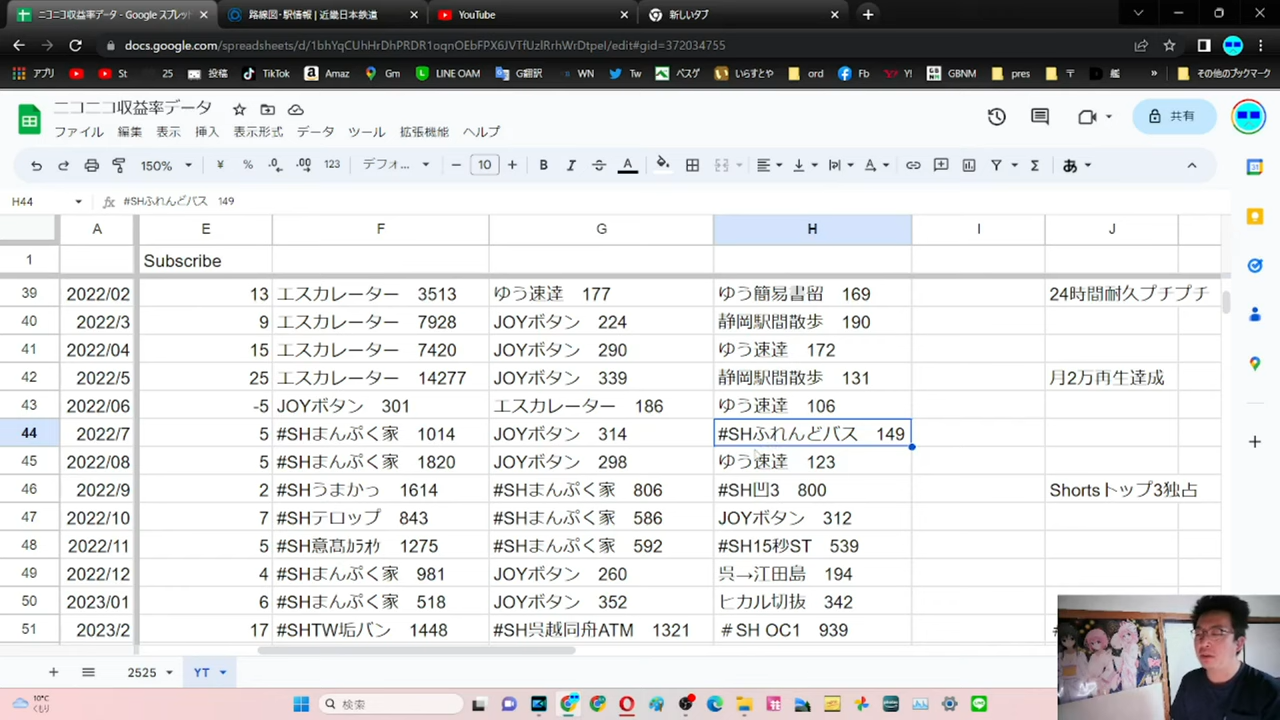 ニコニコ収益率データ - Google スプレッ
路線図・駅情報 | 近畿日本鉄道
YouTube
新しいタブ
docs.google.com/spreadsheets/d/1bhYqCUhHrDhPRDR1oqnOEbFPX6JVTfUzlRrhWrDtpeI/edit#gid=372034755
アプリ
St
25
投稿
TikTok
Amaz
Gm
LINE OAM
G翻訳
WN
Tw
ペスゲ
いらすとや
ord
Fb
Y!
GBNM
pres
〒
艦
»
その他のブックマーク
ニコニコ収益率データ
ファイル 編集 表示 挿入 表示形式 データ ツール 拡張機能 ヘルプ
共有
150% ¥ % .0 .00 123 デフォ... − 10 + B I A Σ あ
H44 fx #SHふれんどバス 149
A E F G H I J
1 Subscribe
39 2022/02 13 エスカレーター 3513 ゆう速達 177 ゆう簡易書留 169 24時間耐久プチプチ
40 2022/3 9 エスカレーター 7928 JOYボタン 224 静岡駅間散歩 190
41 2022/04 15 エスカレーター 7420 JOYボタン 290 ゆう速達 172
42 2022/5 25 エスカレーター 14277 JOYボタン 339 静岡駅間散歩 131 月2万再生達成
43 2022/06 -5 JOYボタン 301 エスカレーター 186 ゆう速達 106
44 2022/7 5 #SHまんぷく家 1014 JOYボタン 314 #SHふれんどバス 149
45 2022/08 5 #SHまんぷく家 1820 JOYボタン 298 ゆう速達 123
46 2022/9 2 #SHうまかっ 1614 #SHまんぷく家 806 #SH凹3 800 Shortsトップ3独占
47 2022/10 7 #SHテロップ 843 #SHまんぷく家 586 JOYボタン 312
48 2022/11 5 #SH意髙ｶﾗｵｹ 1275 #SHまんぷく家 592 #SH15秒ST 539
49 2022/12 4 #SHまんぷく家 981 JOYボタン 260 呉→江田島 194
50 2023/01 6 #SHまんぷく家 518 JOYボタン 352 ヒカル切抜 342
51 2023/2 17 #SHTW垢バン 1448 #SH呉越同舟ATM 1321 ＃SH OC1 939
2525 YT
10°C
くもり
検索